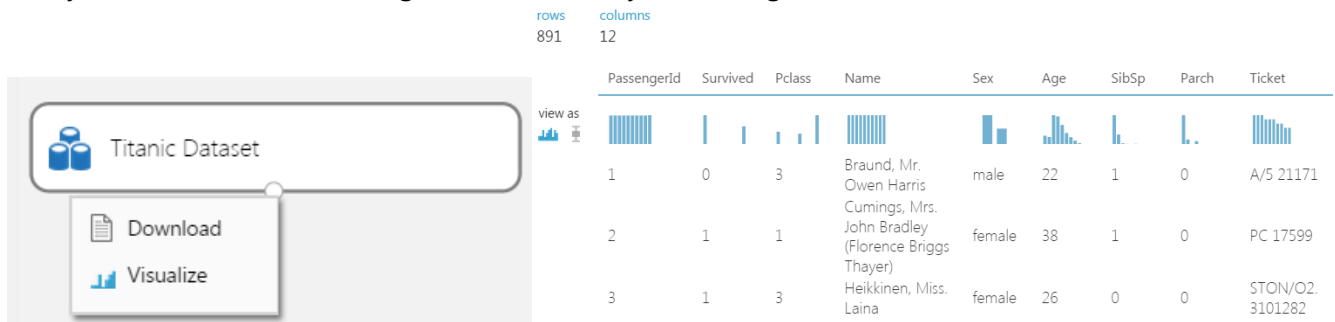 rows columns
891 12
PassengerId Survived Pclass Name Sex Age SibSp Parch Ticket
view as
1 0 3 Braund, Mr. Owen Harris male 22 1 0 A/5 21171
2 1 1 Cumings, Mrs. John Bradley (Florence Briggs Thayer) female 38 1 0 PC 17599
3 1 3 Heikkinen, Miss. Laina female 26 0 0 STON/O2. 3101282
Titanic Dataset
Download
Visualize